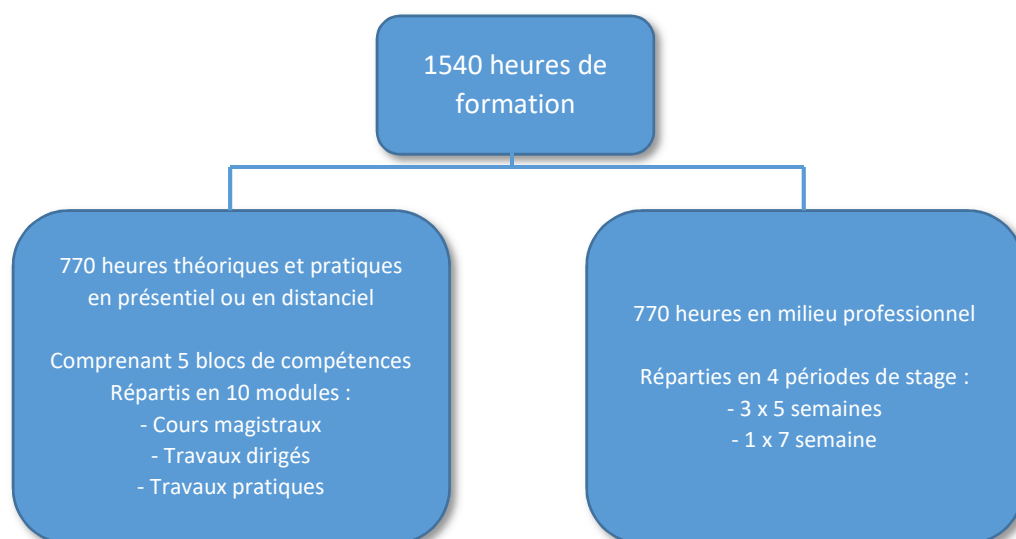 1540 heures de
formation
770 heures théoriques et pratiques
en présentiel ou en distanciel
Comprenant 5 blocs de compétences
Répartis en 10 modules :
- Cours magistraux
- Travaux dirigés
- Travaux pratiques
770 heures en milieu professionnel
Réparties en 4 périodes de stage :
- 3 x 5 semaines
- 1 x 7 semaine